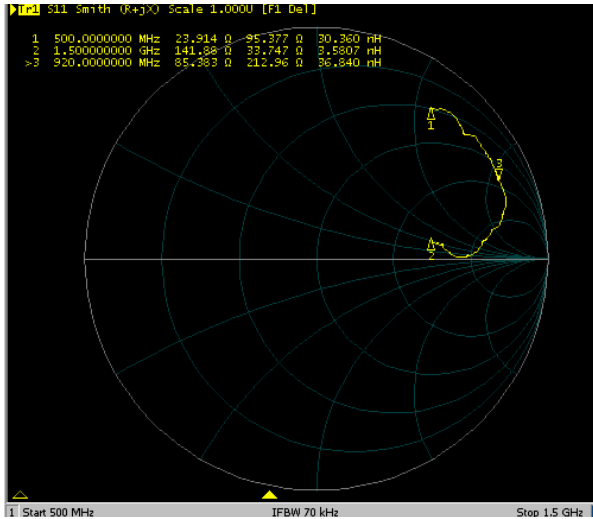 Tr1 S11 Smith (R+jX) Scale 1.000U [F1 Del]
1 500.0000000 MHz 23.914 Ω 95.377 Ω 30.360 nH
2 1.500000000 GHz 141.88 Ω 33.747 Ω 3.5807 nH
>3 920.0000000 MHz 85.383 Ω 212.96 Ω 36.840 nH
1
3
2
1 Start 500 MHz IFBW 70 kHz Stop 1.5 GHz